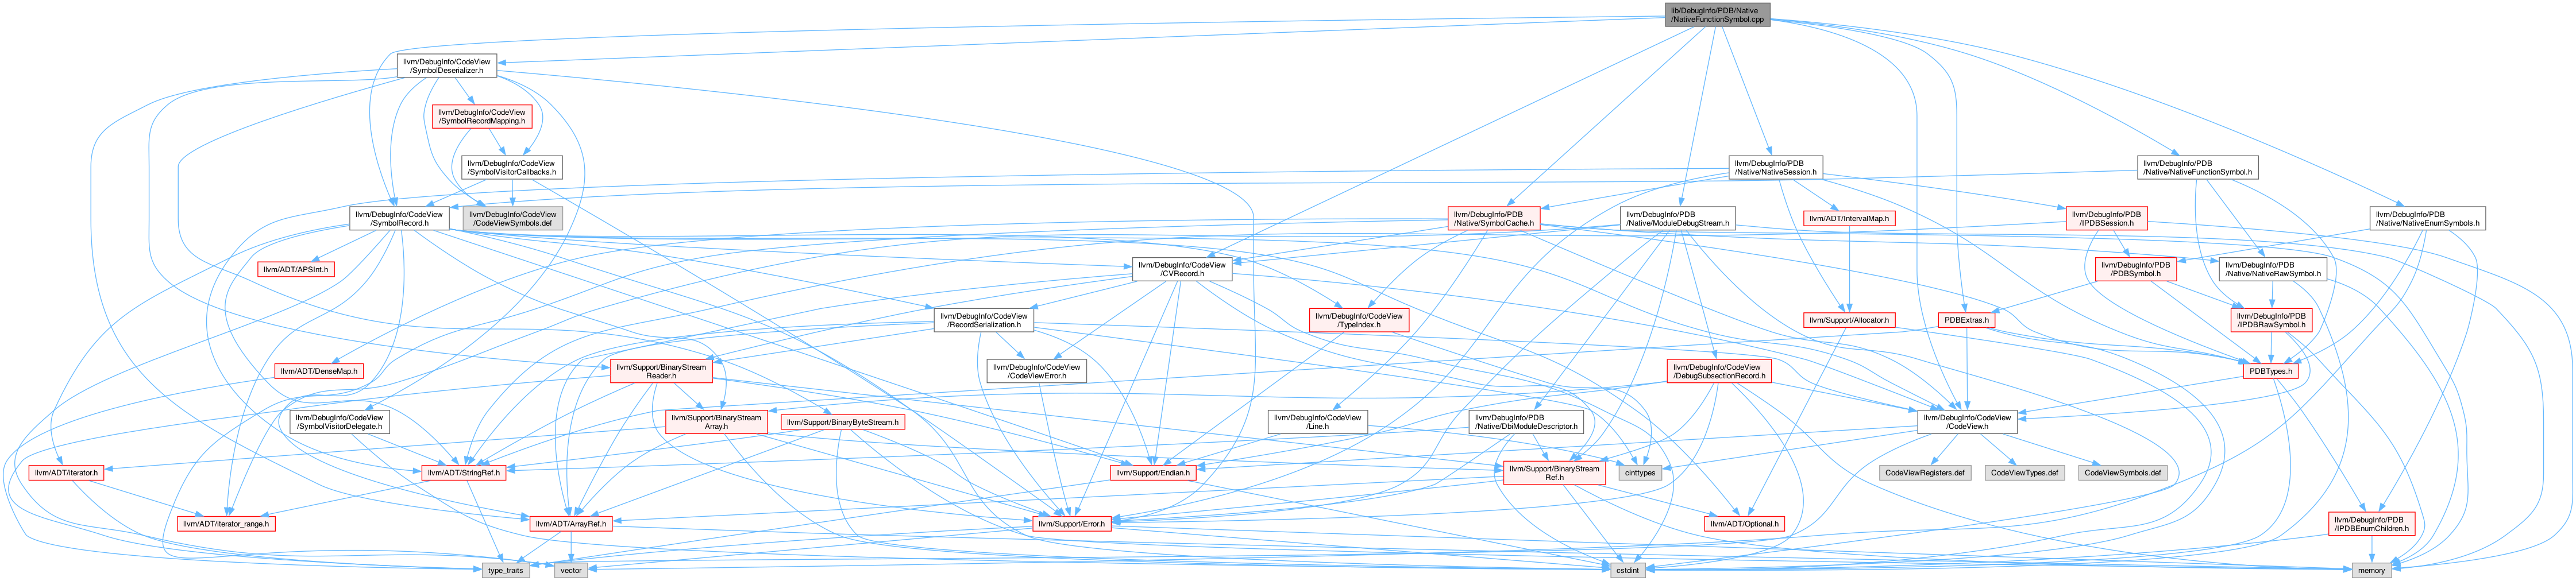 lib/DebugInfo/PDB/Native
/NativeFunctionSymbol.cpp
llvm/DebugInfo/CodeView
/SymbolDeserializer.h
llvm/DebugInfo/CodeView
/SymbolRecordMapping.h
llvm/DebugInfo/CodeView
/SymbolVisitorCallbacks.h
llvm/DebugInfo/PDB
/Native/NativeSession.h
llvm/DebugInfo/PDB
/Native/NativeFunctionSymbol.h
llvm/DebugInfo/CodeView
/SymbolRecord.h
llvm/DebugInfo/CodeView
/CodeViewSymbols.def
llvm/DebugInfo/PDB
/Native/SymbolCache.h
llvm/DebugInfo/PDB
/Native/ModuleDebugStream.h
llvm/ADT/IntervalMap.h
llvm/DebugInfo/PDB
/IPDBSession.h
llvm/DebugInfo/PDB
/Native/NativeEnumSymbols.h
llvm/ADT/APSInt.h
llvm/DebugInfo/CodeView
/CVRecord.h
llvm/DebugInfo/PDB
/PDBSymbol.h
llvm/DebugInfo/PDB
/Native/NativeRawSymbol.h
llvm/DebugInfo/CodeView
/RecordSerialization.h
llvm/DebugInfo/CodeView
/TypeIndex.h
llvm/Support/Allocator.h
PDBExtras.h
llvm/DebugInfo/PDB
/IPDBRawSymbol.h
llvm/ADT/DenseMap.h
llvm/Support/BinaryStream
Reader.h
llvm/DebugInfo/CodeView
/CodeViewError.h
llvm/DebugInfo/CodeView
/DebugSubsectionRecord.h
PDBTypes.h
llvm/DebugInfo/CodeView
/SymbolVisitorDelegate.h
llvm/Support/BinaryStream
Array.h
llvm/Support/BinaryByteStream.h
llvm/DebugInfo/CodeView
/Line.h
llvm/DebugInfo/PDB
/Native/DbiModuleDescriptor.h
llvm/DebugInfo/CodeView
/CodeView.h
llvm/ADT/iterator.h
llvm/ADT/StringRef.h
llvm/Support/Endian.h
cinttypes
llvm/Support/BinaryStream
Ref.h
CodeViewRegisters.def
CodeViewTypes.def
CodeViewSymbols.def
llvm/ADT/iterator_range.h
llvm/ADT/ArrayRef.h
llvm/Support/Error.h
llvm/ADT/Optional.h
llvm/DebugInfo/PDB
/IPDBEnumChildren.h
type_traits
vector
cstdint
memory